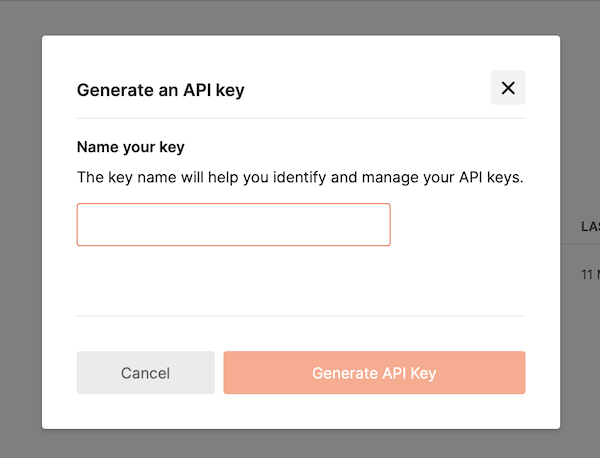 Generate an API key
Name your key
The key name will help you identify and manage your API keys.
LAS
11 M
Cancel
Generate API Key